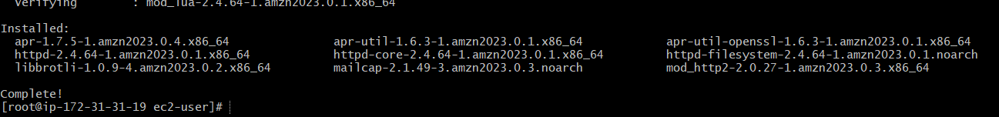 verifying : mod_lua-2.4.64-1.amzn2023.0.1.x86_64
Installed:
apr-1.7.5-1.amzn2023.0.4.x86_64 apr-util-1.6.3-1.amzn2023.0.1.x86_64 apr-util-openssl-1.6.3-1.amzn2023.0.1.x86_64
httpd-2.4.64-1.amzn2023.0.1.x86_64 httpd-core-2.4.64-1.amzn2023.0.1.x86_64 httpd-filesystem-2.4.64-1.amzn2023.0.1.noarch
libbrotli-1.0.9-4.amzn2023.0.2.x86_64 mailcap-2.1.49-3.amzn2023.0.3.noarch mod_http2-2.0.27-1.amzn2023.0.3.x86_64
Complete!
[root@ip-172-31-31-19 ec2-user]#